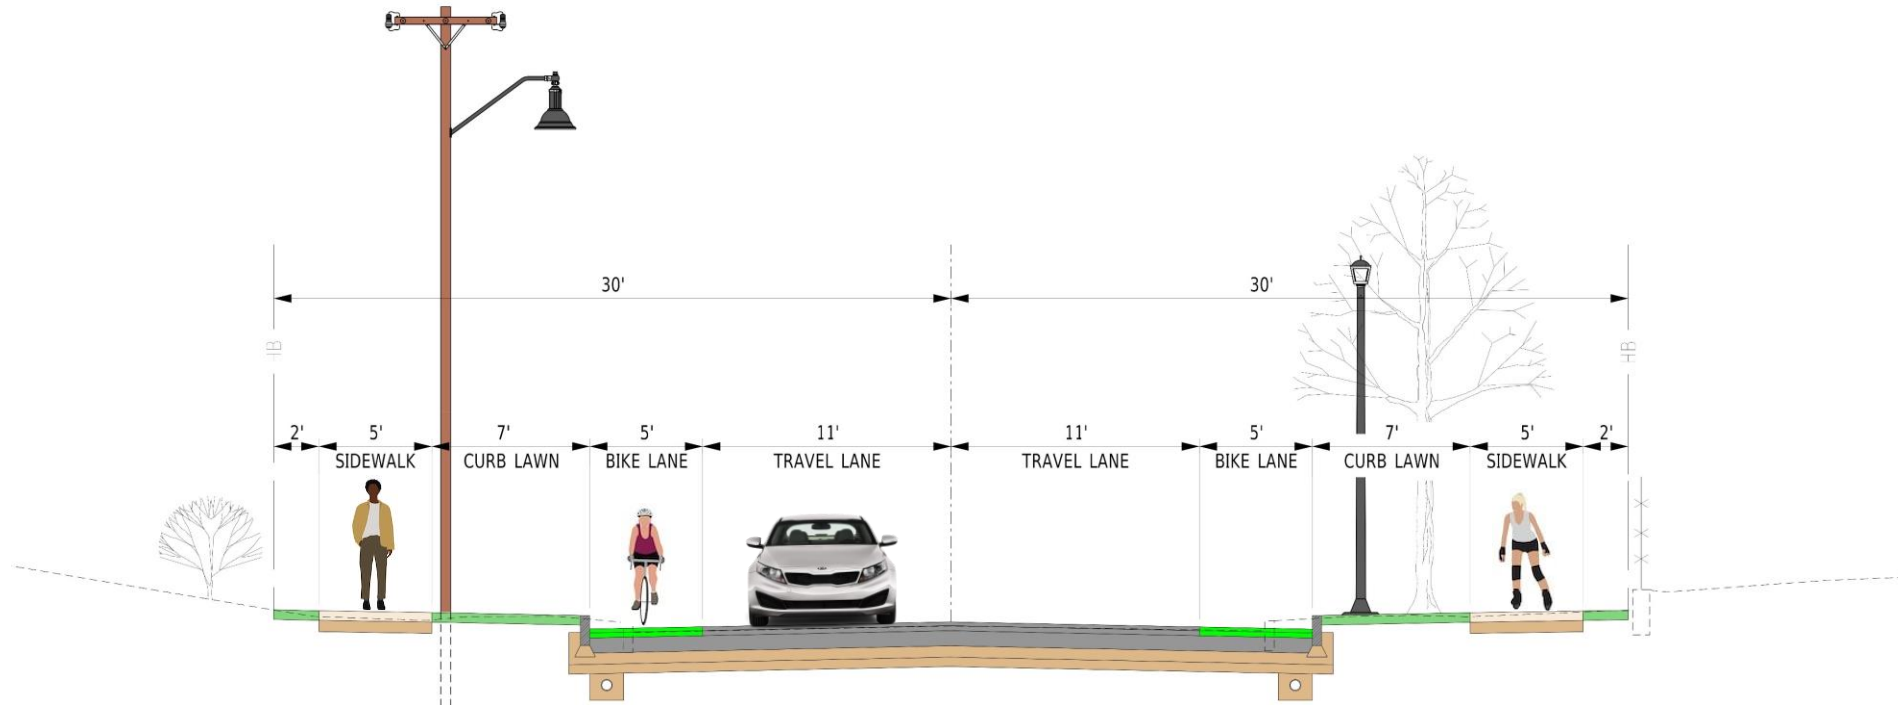 30' 30'
2' 5' 7' 5' 11' 11' 5' 7' 5' 2'
SIDEWALK CURB LAWN BIKE LANE TRAVEL LANE TRAVEL LANE BIKE LANE CURB LAWN SIDEWALK